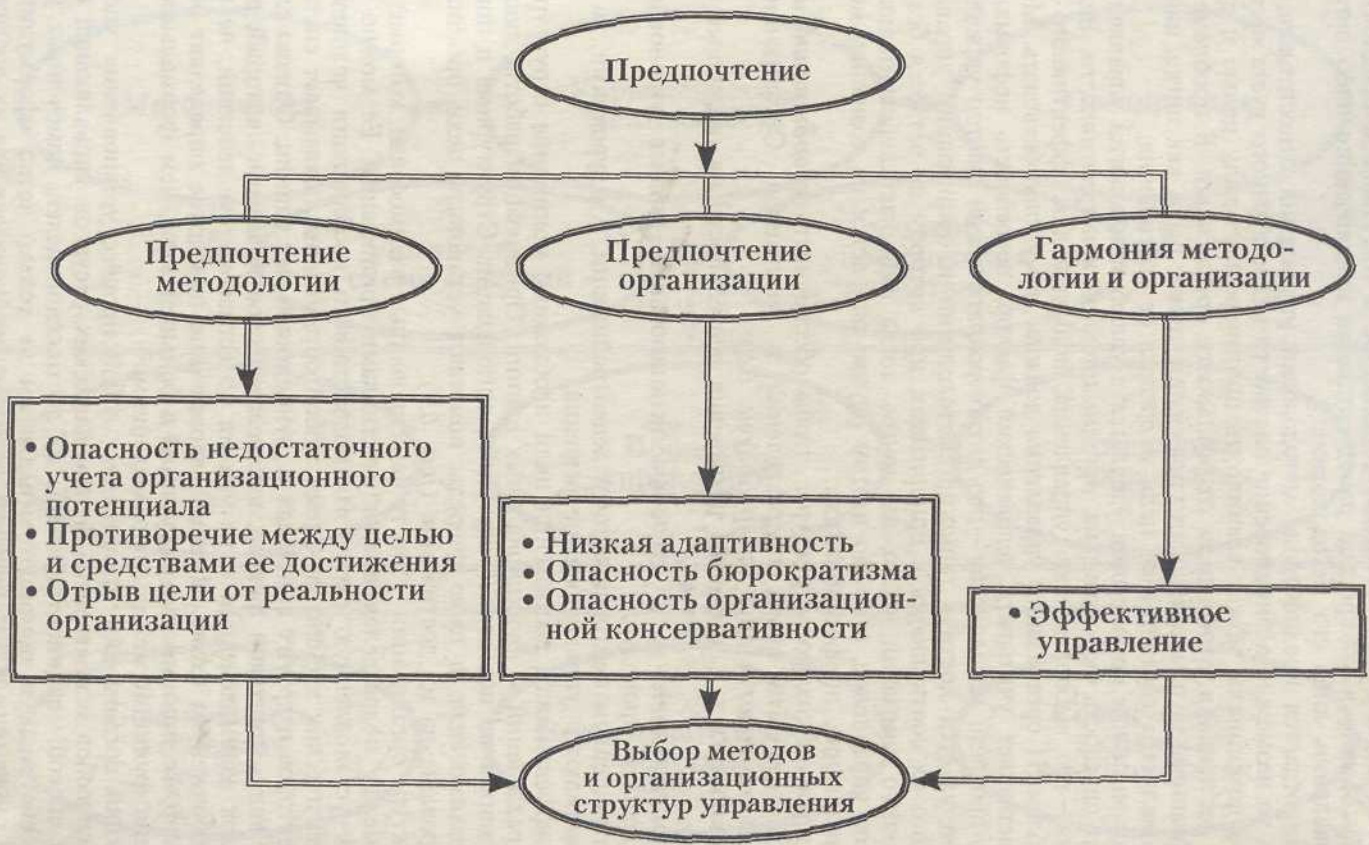 Предпочтение
Предпочтение
методологии
Предпочтение
организации
Гармония методо-
логии и организации
• Опасность недостаточного
учета организационного
потенциала
• Противоречие между целью
и средствами ее достижения
• Отрыв цели от реальности
организации
• Низкая адаптивность
• Опасность бюрократизма
• Опасность организацион-
ной консервативности
• Эффективное
управление
Выбор методов
и организационных
структур управления